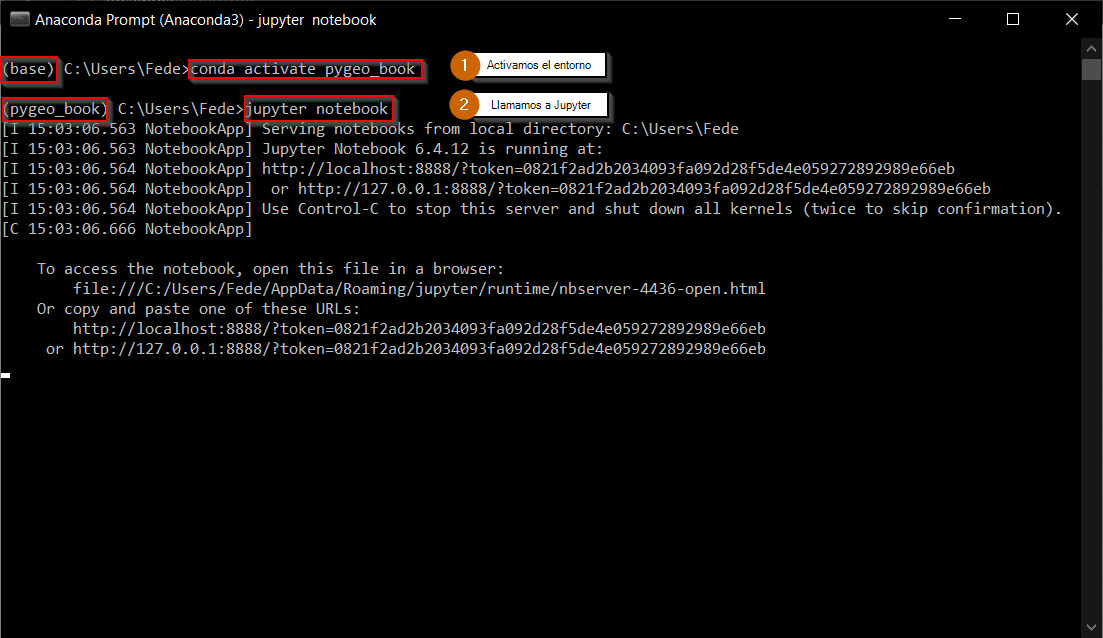 Anaconda Prompt (Anaconda3) - jupyter  notebook
(base) C:\Users\Fede>conda activate pygeo_book
1 Activamos el entorno
(pygeo_book) C:\Users\Fede>jupyter notebook
2 Llamamos a Jupyter
[I 15:03:06.563 NotebookApp] Serving notebooks from local directory: C:\Users\Fede
[I 15:03:06.563 NotebookApp] Jupyter Notebook 6.4.12 is running at:
[I 15:03:06.564 NotebookApp] http://localhost:8888/?token=0821f2ad2b2034093fa092d28f5de4e059272892989e66eb
[I 15:03:06.564 NotebookApp]  or http://127.0.0.1:8888/?token=0821f2ad2b2034093fa092d28f5de4e059272892989e66eb
[I 15:03:06.564 NotebookApp] Use Control-C to stop this server and shut down all kernels (twice to skip confirmation).
[C 15:03:06.666 NotebookApp]
To access the notebook, open this file in a browser:
file:///C:/Users/Fede/AppData/Roaming/jupyter/runtime/nbserver-4436-open.html
Or copy and paste one of these URLs:
http://localhost:8888/?token=0821f2ad2b2034093fa092d28f5de4e059272892989e66eb
or http://127.0.0.1:8888/?token=0821f2ad2b2034093fa092d28f5de4e059272892989e66eb